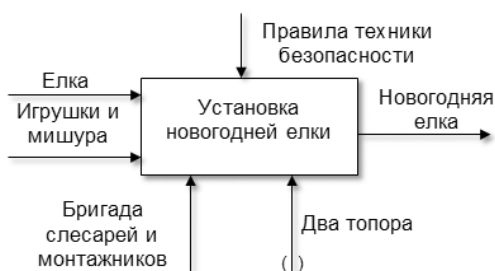 Правила техники
безопасности
Елка
Игрушки и
мишура
Установка
новогодней елки
Новогодняя
елка
Бригада
слесарей и
монтажников
Два топора
( )